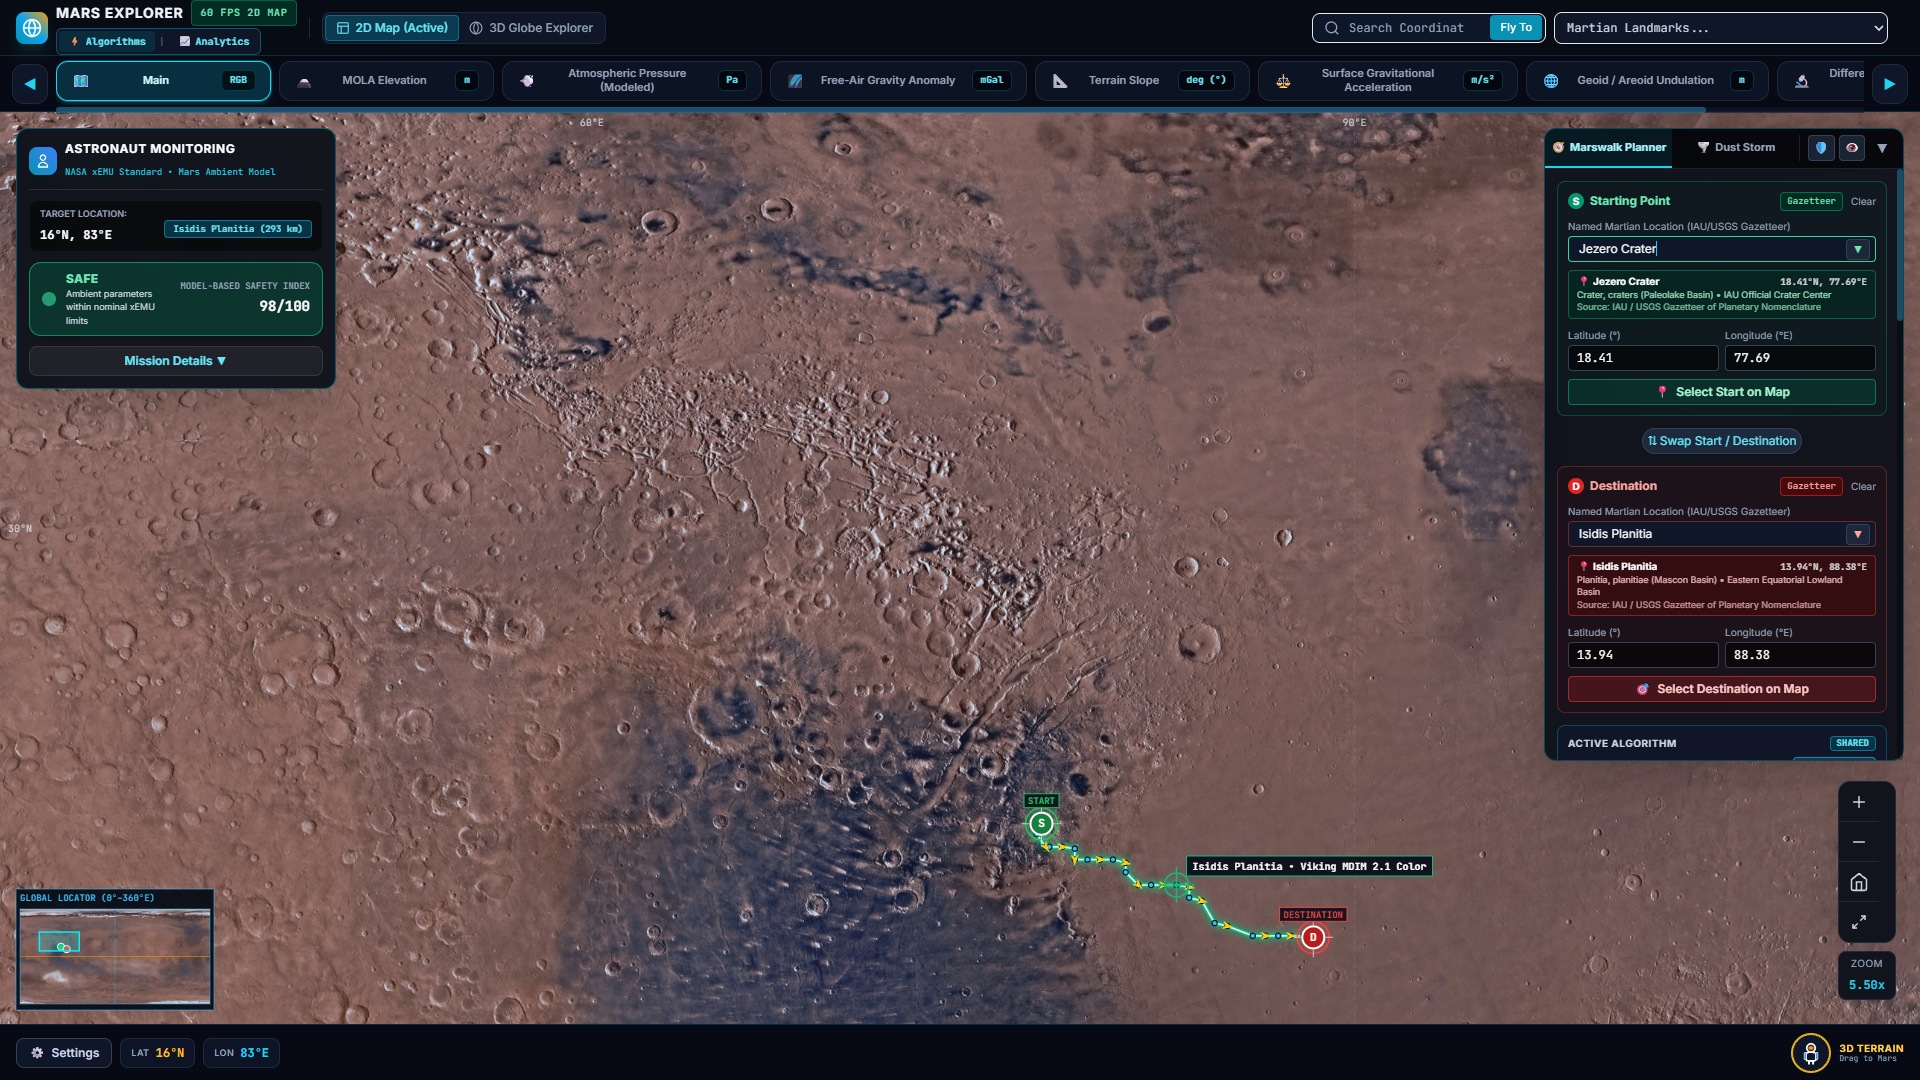 MARS EXPLORER
60 FPS 2D MAP
Algorithms | Analytics
2D Map (Active)
3D Globe Explorer
Search Coordinat
Fly To
Martian Landmarks...
Main RGB
MOLA Elevation m
Atmospheric Pressure
(Modeled)
Pa
Free-Air Gravity Anomaly mGal
Terrain Slope deg (°)
Surface Gravitational
Acceleration
m/s²
Geoid / Areoid Undulation m
Differe
60°E
90°E
30°N
ASTRONAUT MONITORING
NASA xEMU Standard • Mars Ambient Model
TARGET LOCATION:
16°N, 83°E
Isidis Planitia (293 km)
SAFE
Ambient parameters
within nominal xEMU
limits
MODEL-BASED SAFETY INDEX
98/100
Mission Details ▼
Marswalk Planner
Dust Storm
▼
S Starting Point
Gazetteer
Clear
Named Martian Location (IAU/USGS Gazetteer)
Jezero Crater
▼
Jezero Crater
18.41°N, 77.69°E
Crater, craters (Paleolake Basin) • IAU Official Crater Center
Source: IAU / USGS Gazetteer of Planetary Nomenclature
Latitude (°)
Longitude (°E)
18.41
77.69
Select Start on Map
⇅ Swap Start / Destination
D Destination
Gazetteer
Clear
Named Martian Location (IAU/USGS Gazetteer)
Isidis Planitia
▼
Isidis Planitia
13.94°N, 88.38°E
Planitia, planitiae (Mascon Basin) • Eastern Equatorial Lowland
Basin
Source: IAU / USGS Gazetteer of Planetary Nomenclature
Latitude (°)
Longitude (°E)
13.94
88.38
Select Destination on Map
ACTIVE ALGORITHM
SHARED
START
S
Isidis Planitia • Viking MDIM 2.1 Color
DESTINATION
D
GLOBAL LOCATOR (0°-360°E)
ZOOM
5.50x
Settings
LAT 16°N
LON 83°E
3D TERRAIN
Drag to Mars